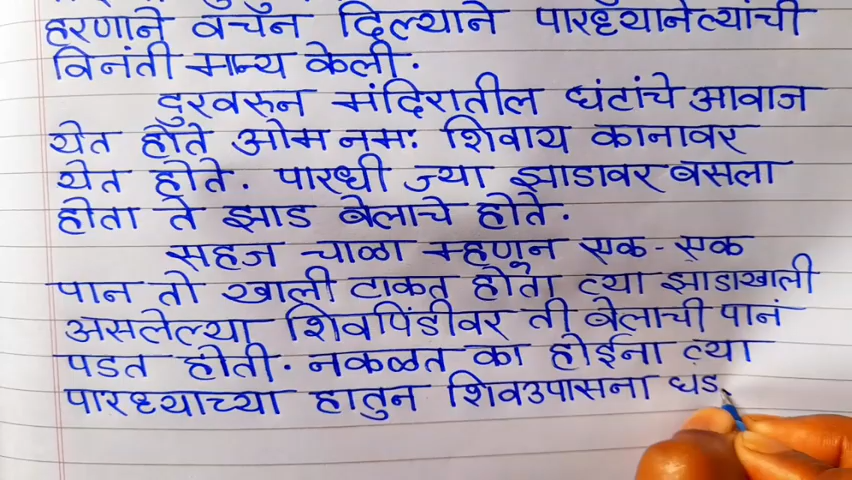 हरणाने वचन दिल्याने पारध्यानेत्यांची
विनंती मान्य केली.
दुरवरुन मंदिरातील घंटांचे आवाज
येत होते ओम नमः शिवाय कानावर
येत होते. पारधी ज्या झाडावर बसला
होता ते झाड बेलाचे होते.
सहज चाळा म्हणून एक-एक
पान तो खाली टाकत होता त्या झाडाखाली
असलेल्या शिवपिंडीवर ती बेलाची पानं
पडत होती. नकळत का होईना त्या
पारध्याच्या हातुन शिवउपासना घड